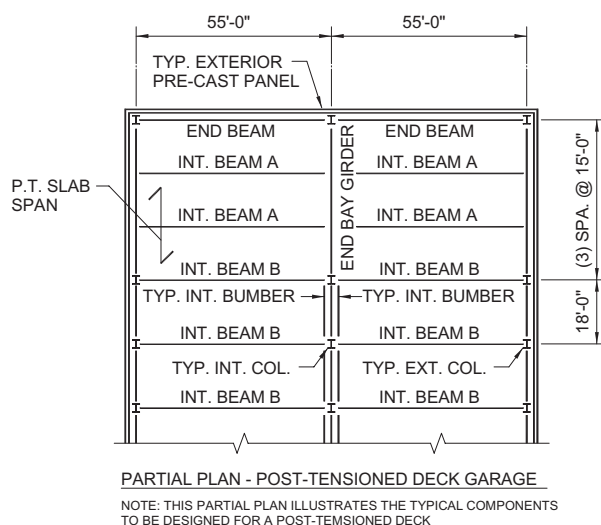 55'-0" 55'-0"
TYP. EXTERIOR
PRE-CAST PANEL
END BEAM END BEAM
INT. BEAM A INT. BEAM A
P.T. SLAB
SPAN
INT. BEAM A INT. BEAM A
END BAY GIRDER
(3) SPA. @ 15'-0"
INT. BEAM B INT. BEAM B
TYP. INT. BUMBER TYP. INT. BUMBER
18'-0"
INT. BEAM B INT. BEAM B
TYP. INT. COL. TYP. EXT. COL.
INT. BEAM B INT. BEAM B
PARTIAL PLAN - POST-TENSIONED DECK GARAGE
NOTE: THIS PARTIAL PLAN ILLUSTRATES THE TYPICAL COMPONENTS
TO BE DESIGNED FOR A POST-TEMSIONED DECK